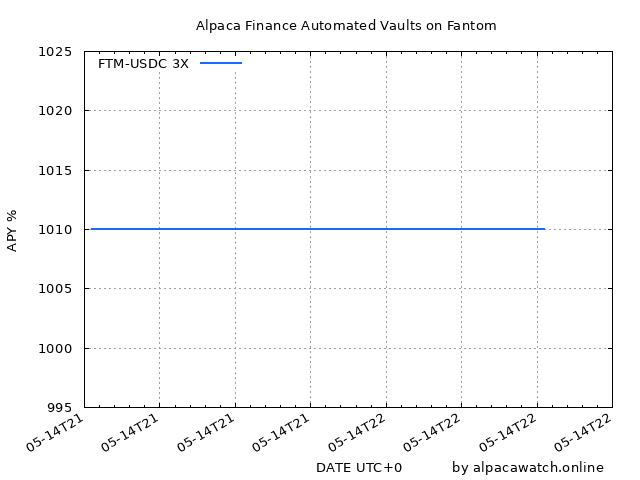 Alpaca Finance Automated Vaults on Fantom
FTM-USDC 3X
APY %
1025
1020
1015
1010
1005
1000
995
05-14T21
05-14T21
05-14T21
05-14T21
05-14T22
05-14T22
05-14T22
05-14T22
DATE UTC+0
by alpacawatch.online